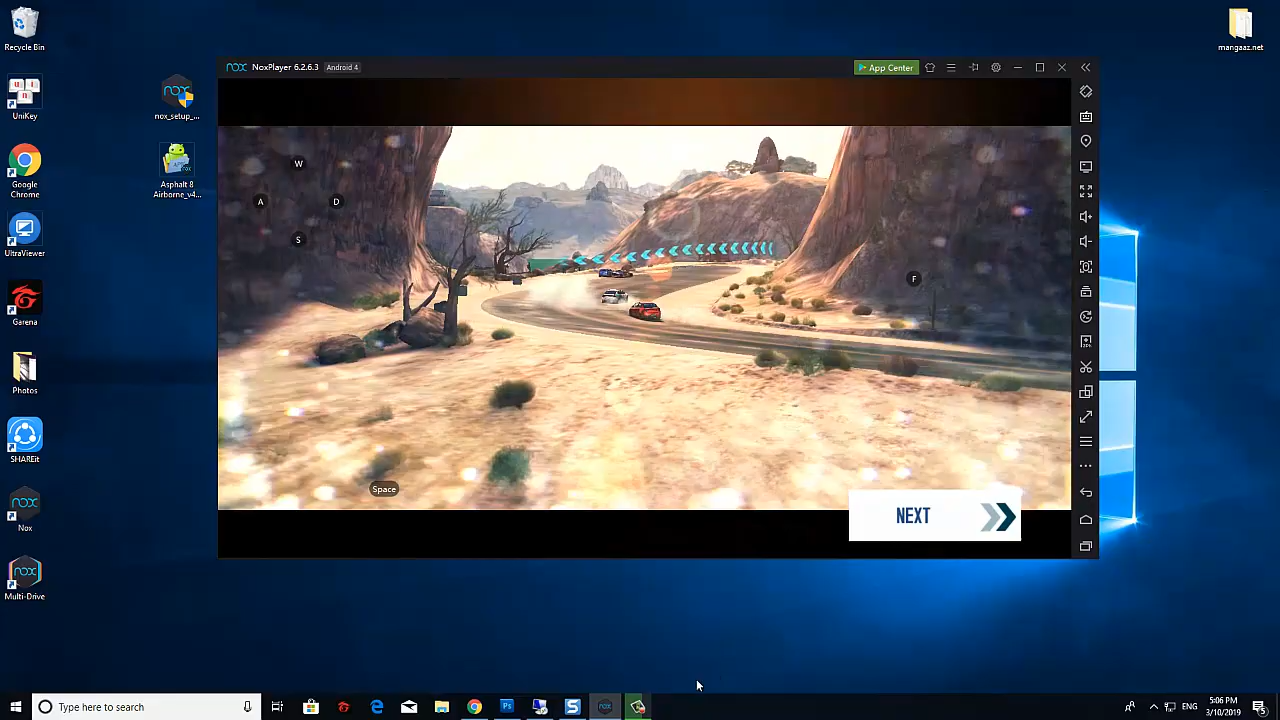 Recycle Bin
UniKey
Google
Chrome
UltraViewer
Garena
Photos
SHAREit
Nox
Multi-Drive
nox_setup_...
Asphalt 8
Airborne_v4...
mangaaz.net
nox NoxPlayer 6.2.6.3 Android 4
App Center
W
A
D
S
F
Space
NEXT
Type here to search
ENG
5:06 PM
3/10/2019